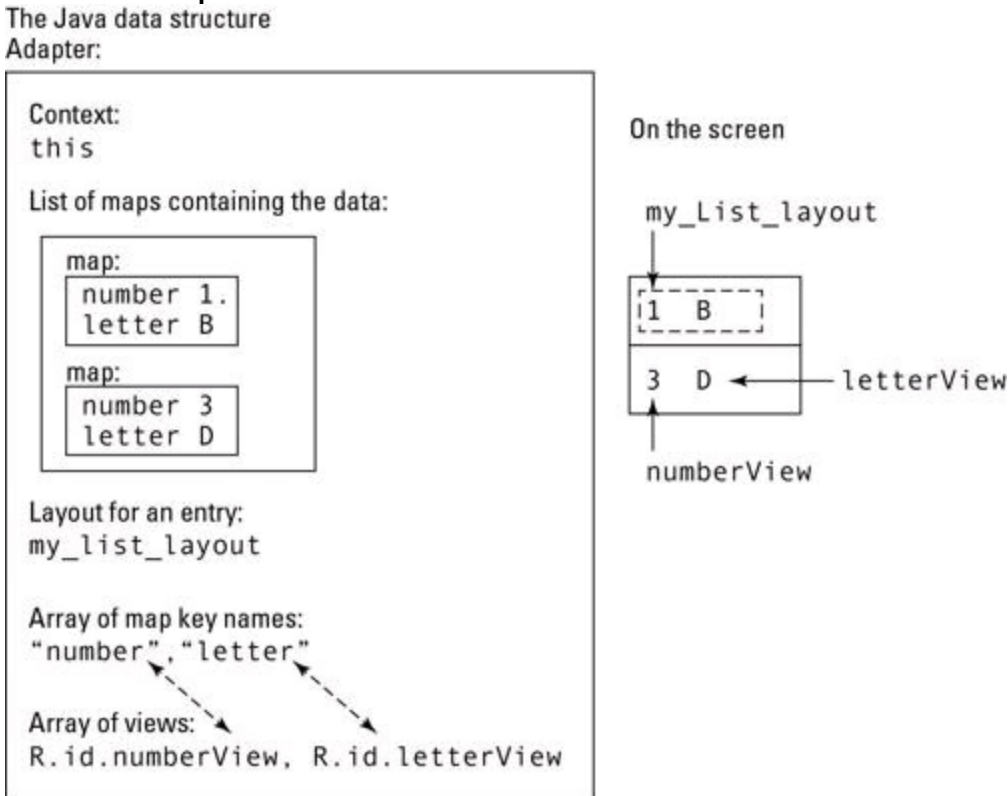 The Java data structure
Adapter:
Context:
this
List of maps containing the data:
map:
number 1.
letter B
map:
number 3
letter D
Layout for an entry:
my_list_layout
Array of map key names:
“number”,“letter”
Array of views:
R.id.numberView, R.id.letterView
On the screen
my_List_layout
1 B
3 D
letterView
numberView